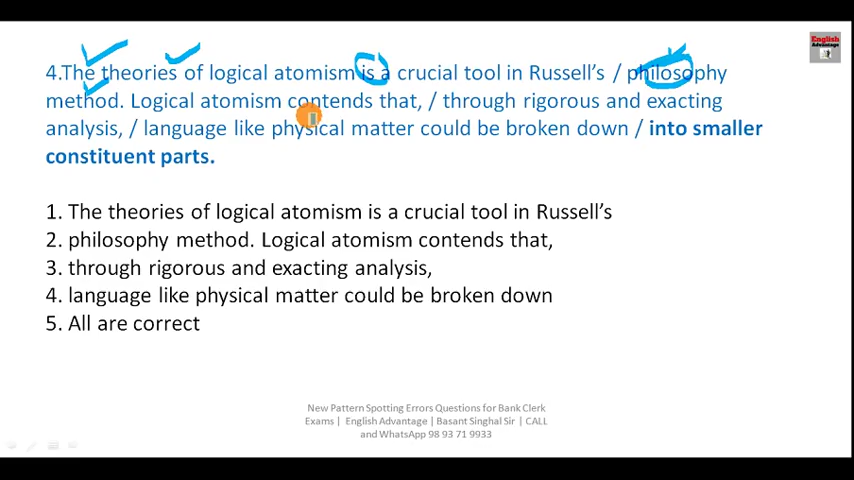 English
Advantage
4.The theories of logical atomism is a crucial tool in Russell's / philosophy
method. Logical atomism contends that, / through rigorous and exacting
analysis, / language like physical matter could be broken down / into smaller
constituent parts.
1. The theories of logical atomism is a crucial tool in Russell's
2. philosophy method. Logical atomism contends that,
3. through rigorous and exacting analysis,
4. language like physical matter could be broken down
5. All are correct
New Pattern Spotting Errors Questions for Bank Clerk
Exams | English Advantage | Basant Singhal Sir | CALL
and WhatsApp 98 93 71 9933